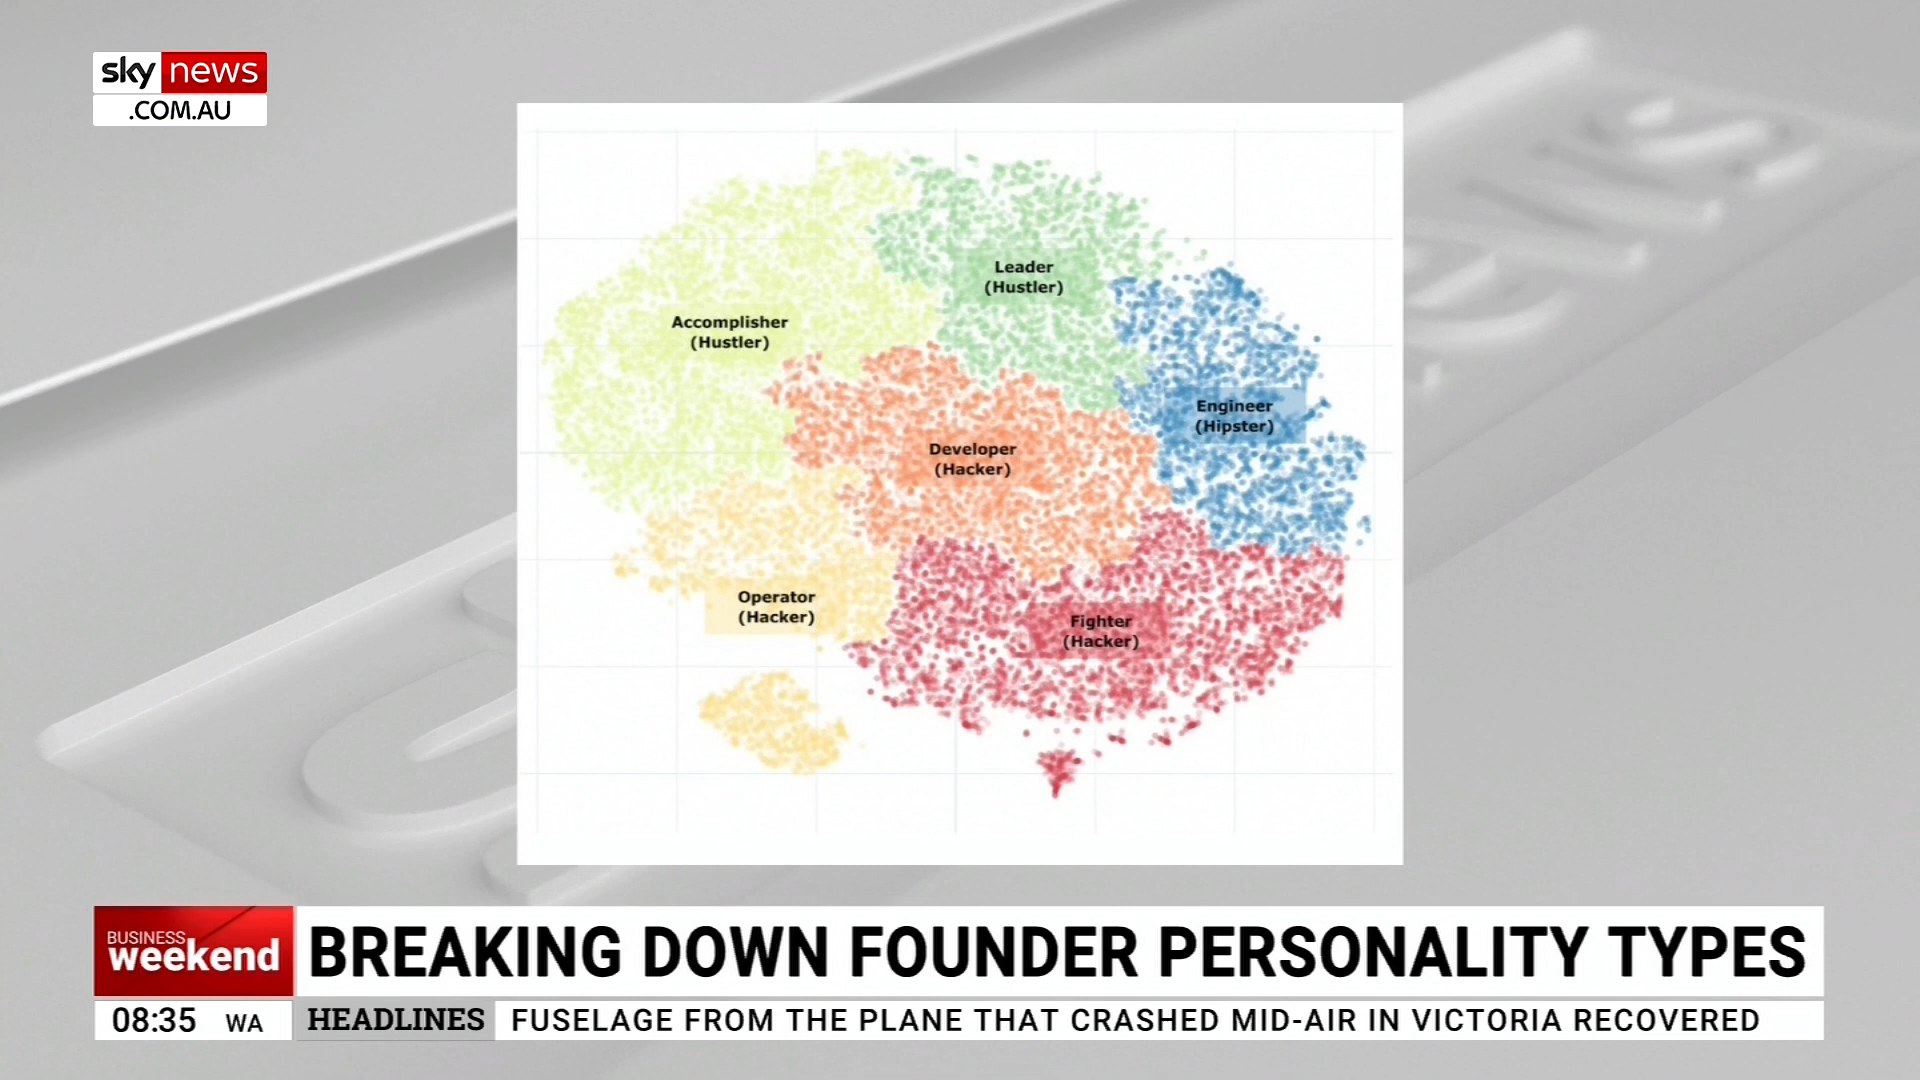 sky news
.COM.AU
Leader
(Hustler)
Accomplisher
(Hustler)
Engineer
(Hipster)
Developer
(Hacker)
Operator
(Hacker)
Fighter
(Hacker)
BUSINESS
weekend
BREAKING DOWN FOUNDER PERSONALITY TYPES
08:35 WA HEADLINES FUSELAGE FROM THE PLANE THAT CRASHED MID-AIR IN VICTORIA RECOVERED